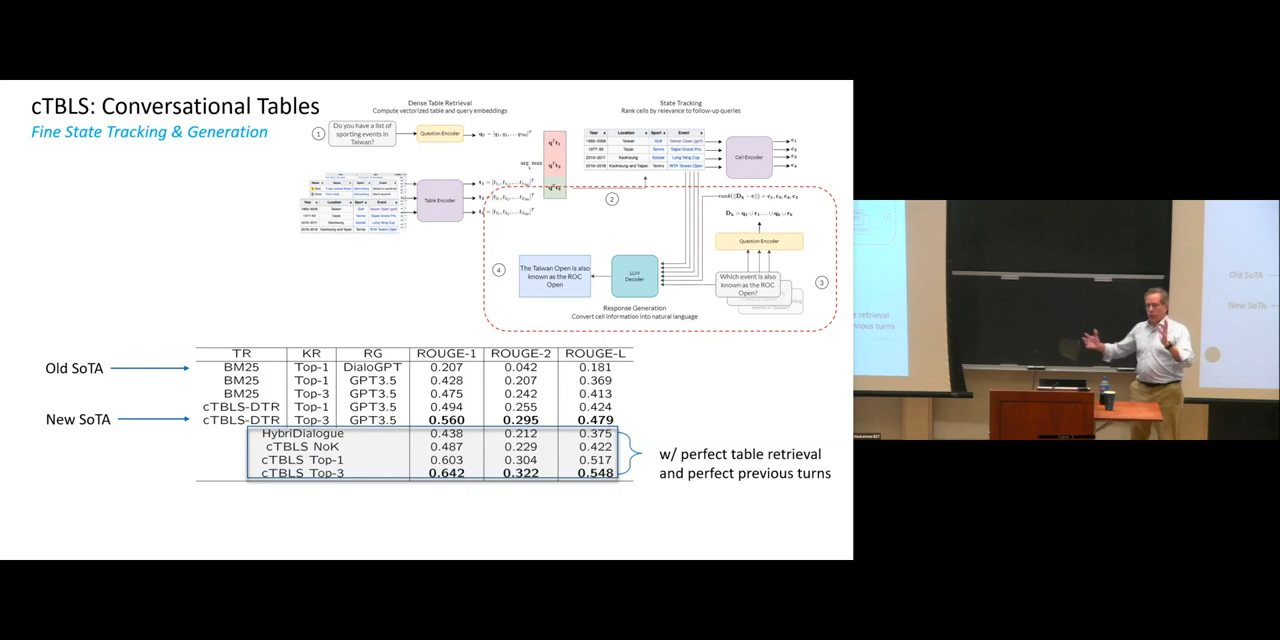 cTBLS: Conversational Tables
Fine State Tracking & Generation
Dense Table Retrieval
Compute vectorized table and query embeddings
State Tracking
Rank cells by relevance to follow-up queries
1
Do you have a list of
sporting events in
Taiwan?
Question Encoder
Table Encoder
arg max
Year Location Sport Event
Taiwan Golf Taiwan Open (golf)
1977-92 Taipei Tennis Taipei Grand Prix
2010-2011 Kaohsiung Soccer Long Teng Cup
2016-2018 Kaohsiung and Taipei Tennis WTA Taiwan Open
Cell Encoder
2
Question Encoder
4
The Taiwan Open is also
known as the ROC
Open
LLM
Decoder
Which event is also
known as the ROC
Open?
3
Response Generation
Convert cell information into natural language
TR KR RG ROUGE-1 ROUGE-2 ROUGE-L
Old SoTA BM25 Top-1 DialoGPT 0.207 0.042 0.181
BM25 Top-1 GPT3.5 0.428 0.207 0.369
BM25 Top-3 GPT3.5 0.475 0.242 0.413
cTBLS-DTR Top-1 GPT3.5 0.494 0.255 0.424
New SoTA cTBLS-DTR Top-3 GPT3.5 0.560 0.295 0.479
HybriDialogue 0.438 0.212 0.375
cTBLS NoK 0.487 0.229 0.422
cTBLS Top-1 0.603 0.304 0.517
cTBLS Top-3 0.642 0.322 0.548
w/ perfect table retrieval
and perfect previous turns
Old SoTA
New SoTA
retrieval
vious turns